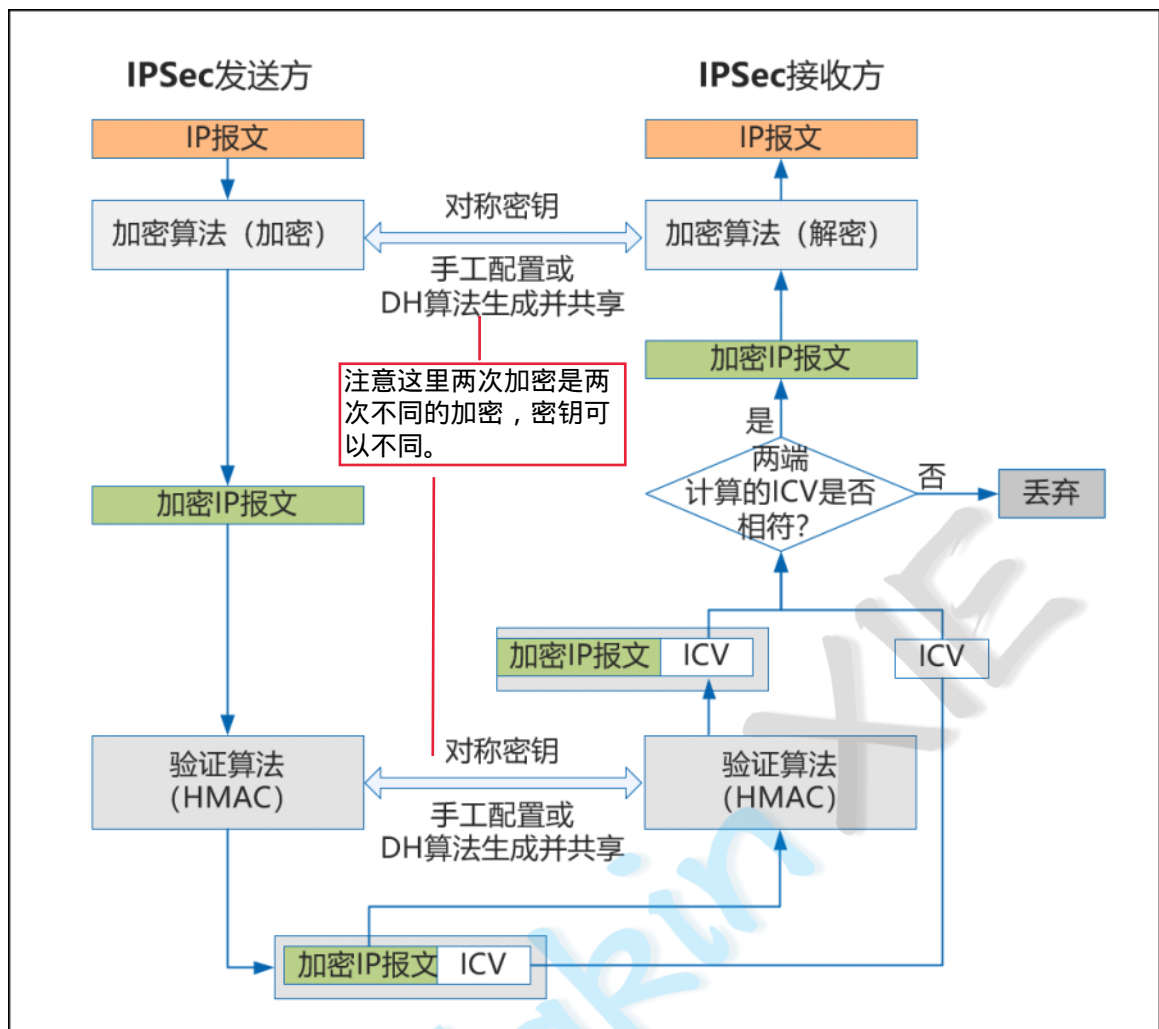 IPSec发送方
IPSec接收方
IP报文
IP报文
加密算法（加密）
对称密钥
加密算法（解密）
手工配置或
DH算法生成并共享
加密IP报文
注意这里两次加密是两
次不同的加密，密钥可
以不同。
是
两端
计算的ICV是否
相符？
否
丢弃
加密IP报文
加密IP报文
ICV
ICV
验证算法
(HMAC)
对称密钥
验证算法
(HMAC)
手工配置或
DH算法生成并共享
加密IP报文
ICV
XIE